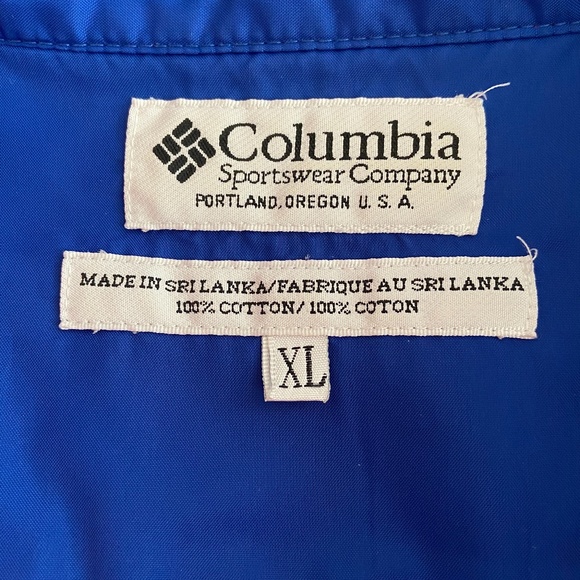 Columbia
Sportswear Company
PORTLAND, OREGON U. S. A.
MADE IN SRI LANKA/FABRIQUE AU SRI LANKA
100% COTTON/ 100% COTON
XL